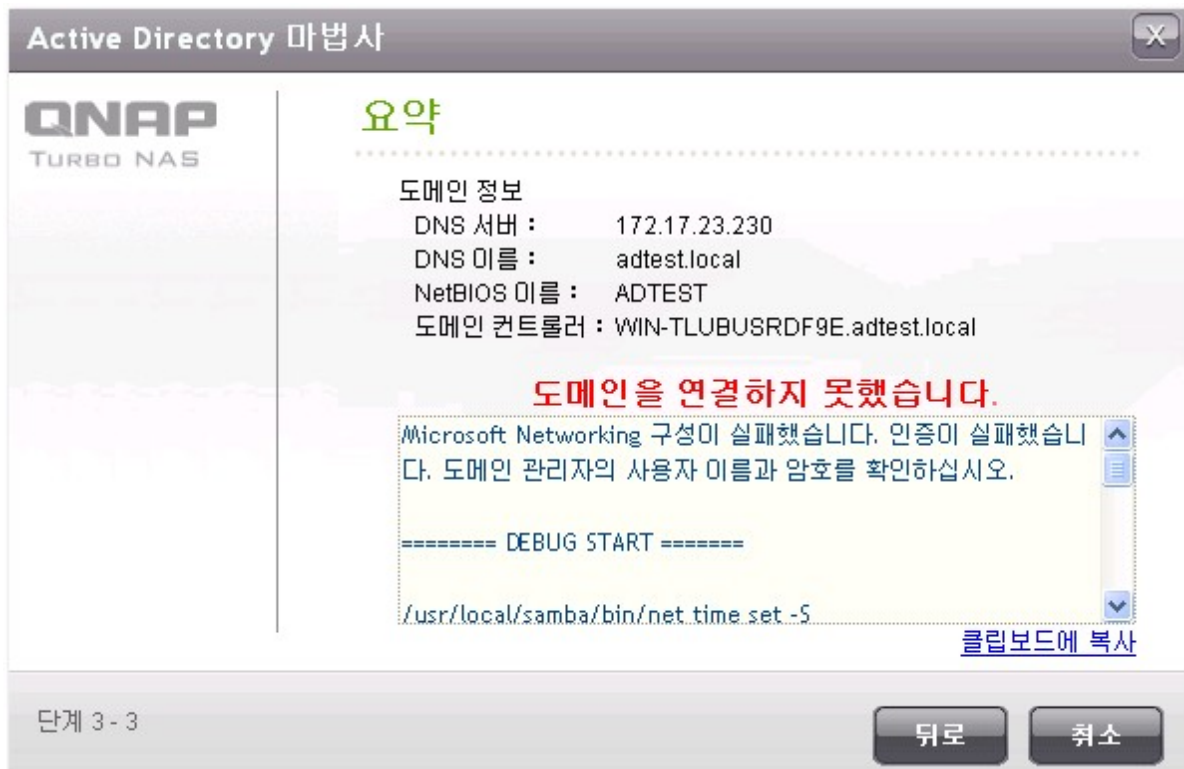 Active Directory 마법사
X
QNAP
TURBO NAS
요약
도메인 정보
DNS 서버 : 172.17.23.230
DNS 이름 : adtest.local
NetBIOS 이름 : ADTEST
도메인 컨트롤러 : WIN-TLUBUSRDF9E.adtest.local
도메인을 연결하지 못했습니다.
Microsoft Networking 구성이 실패했습니다. 인증이 실패했습니
다. 도메인 관리자의 사용자 이름과 암호를 확인하십시오.
======== DEBUG START =======
/usr/local/samba/bin/net time set -S
클립보드에 복사
단계 3 - 3
뒤로
취소